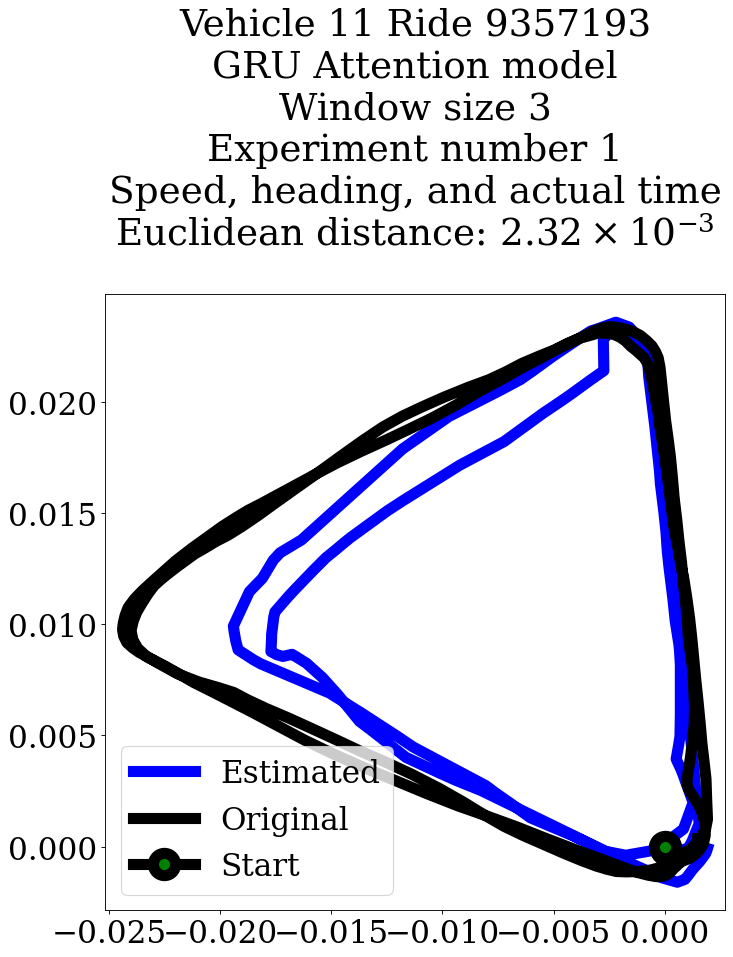 Vehicle 11 Ride 9357193
GRU Attention model
Window size 3
Experiment number 1
Speed, heading, and actual time
Euclidean distance: 2.32 × 10⁻³
0.020
0.015
0.010
0.005
0.000
Estimated
Original
Start
−0.025 −0.020 −0.015 −0.010 −0.005 0.000